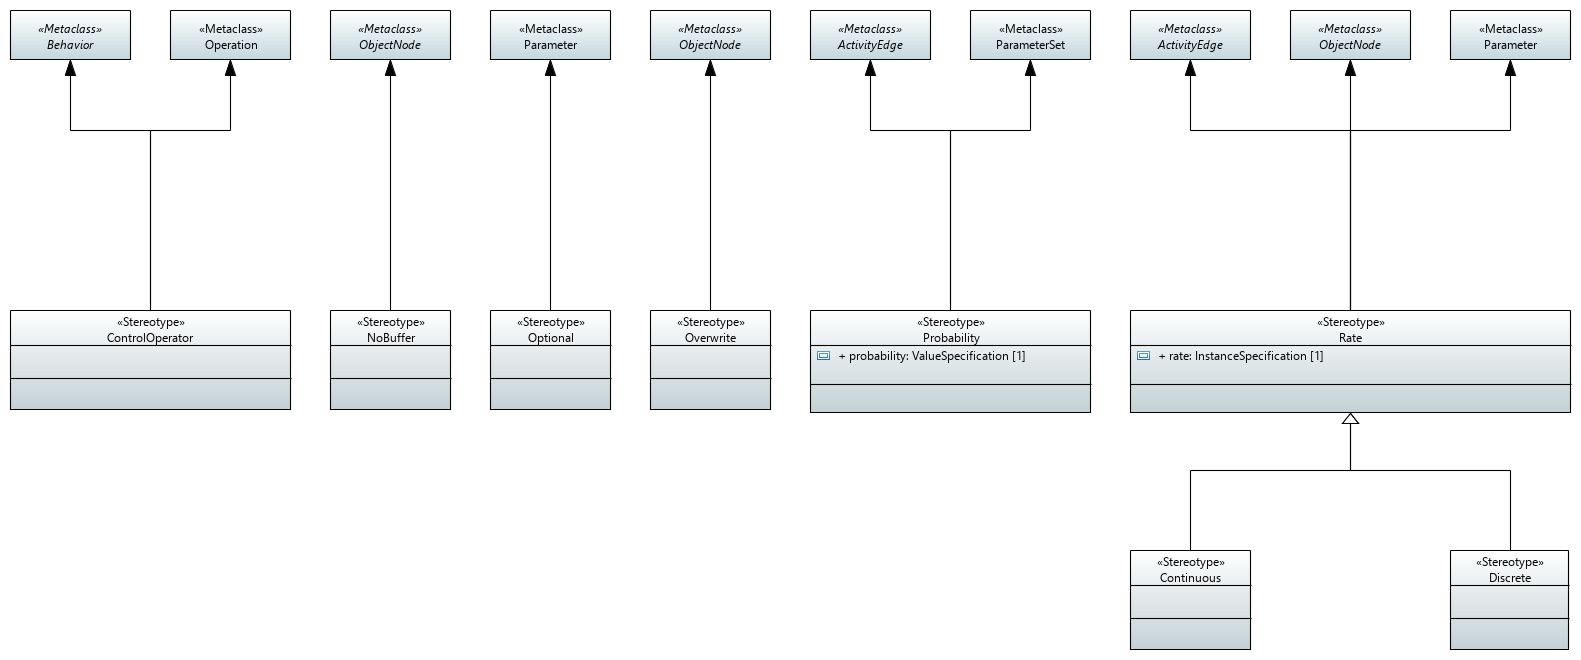 «Metaclass»
Behavior
«Metaclass»
Operation
«Metaclass»
ObjectNode
«Metaclass»
Parameter
«Metaclass»
ObjectNode
«Metaclass»
ActivityEdge
«Metaclass»
ParameterSet
«Metaclass»
ActivityEdge
«Metaclass»
ObjectNode
«Metaclass»
Parameter
«Stereotype»
ControlOperator
«Stereotype»
NoBuffer
«Stereotype»
Optional
«Stereotype»
Overwrite
«Stereotype»
Probability
+ probability: ValueSpecification [1]
«Stereotype»
Rate
+ rate: InstanceSpecification [1]
«Stereotype»
Continuous
«Stereotype»
Discrete